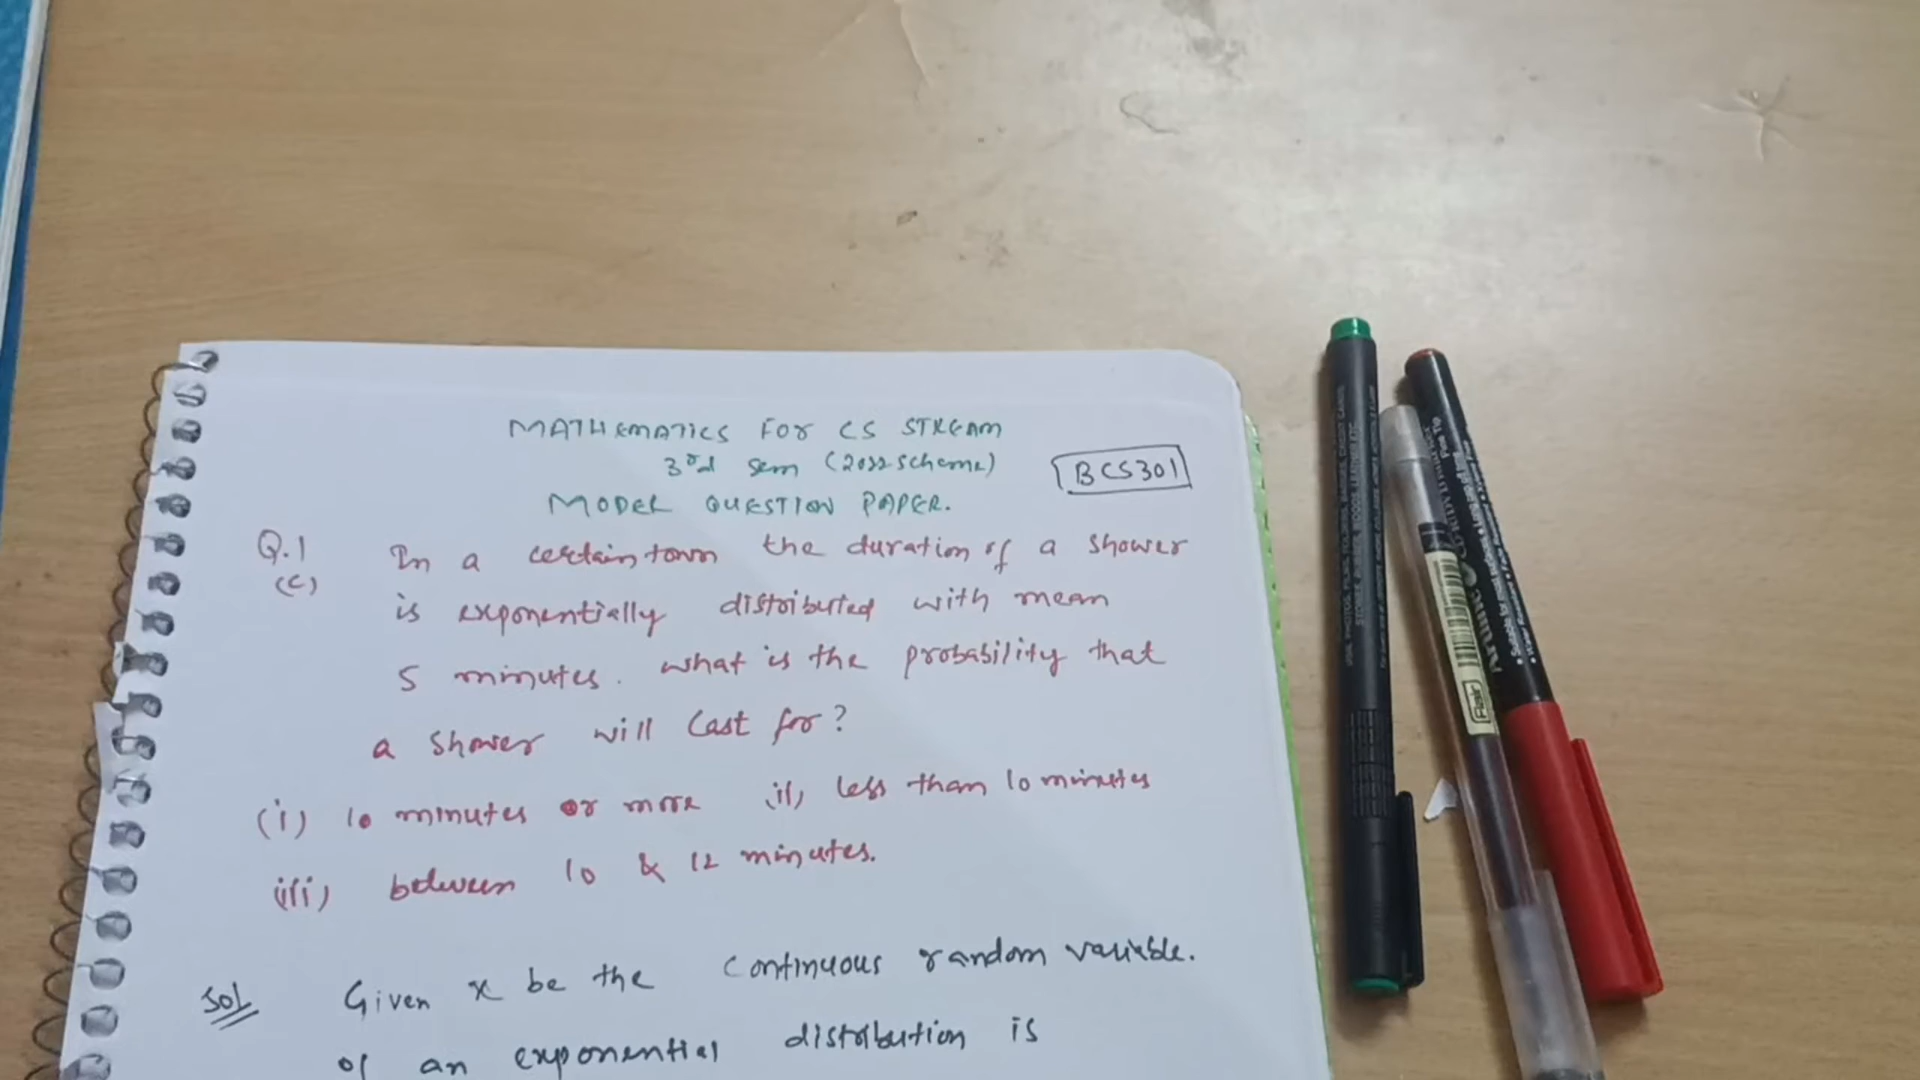 MATHEMATICS FOR CS STREAM
3rd sem (2022 scheme)
BCS301
MODEL QUESTION PAPER.
Q.1 In a certain town the duration of a shower
(c) is exponentially distributed with mean
5 minutes. what is the probability that
a shower will last for?
(i) 10 minutes or more ii) less than 10 minutes
iii) between 10 & 12 minutes.
Sol Given x be the continuous random variable.
of an exponential distribution is
Flair
Artline